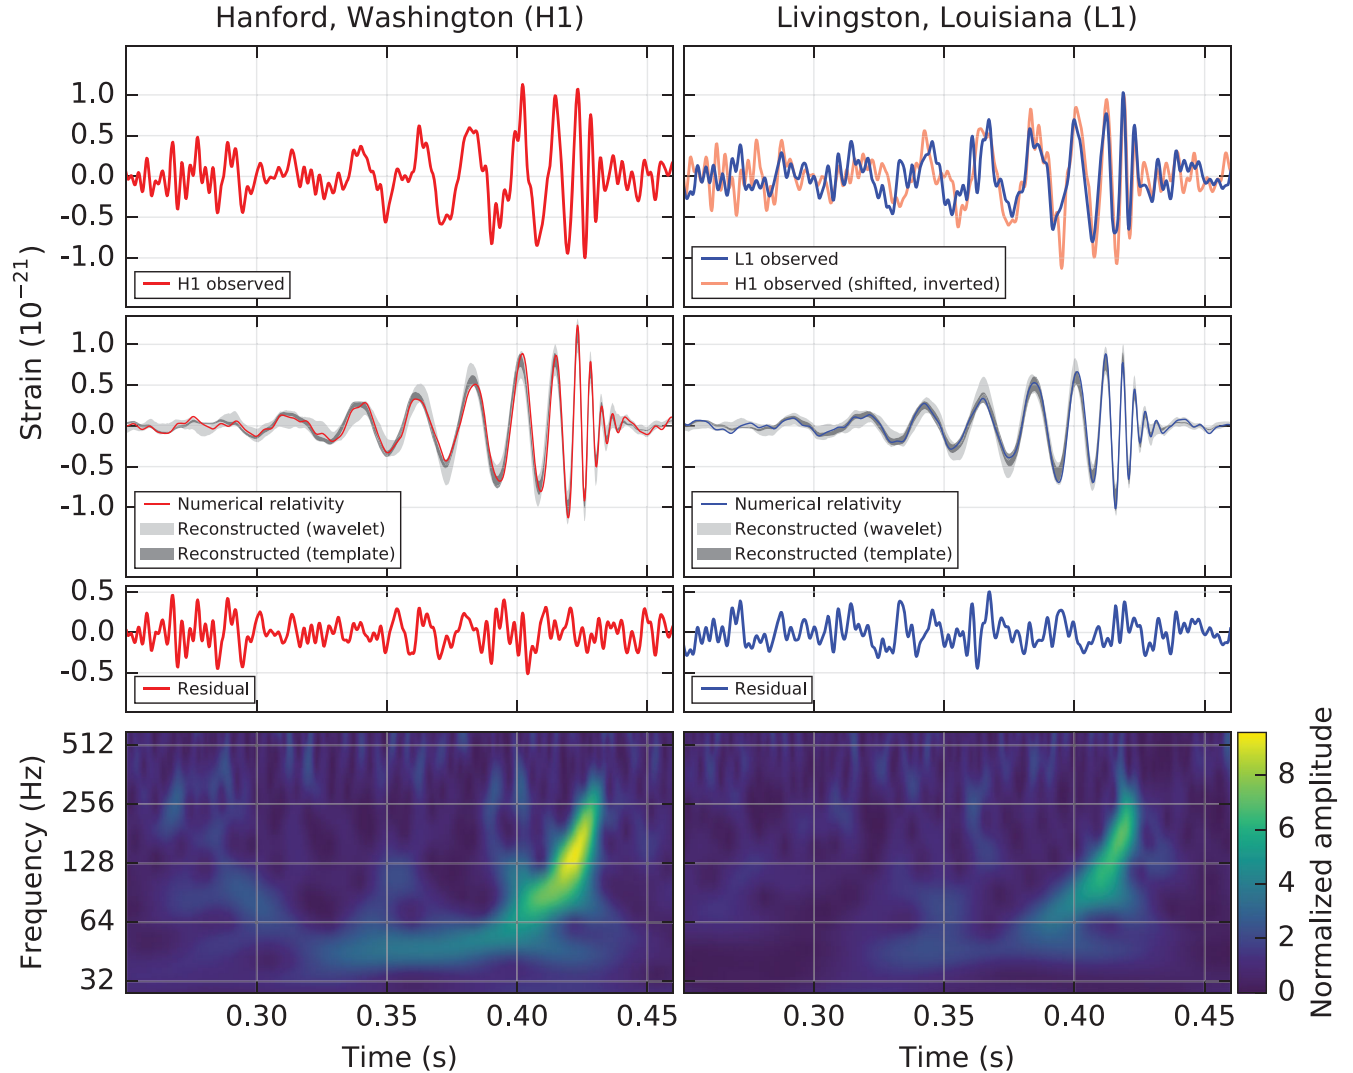 Hanford, Washington (H1)
Livingston, Louisiana (L1)
1.0
0.5
0.0
-0.5
-1.0
H1 observed
L1 observed
H1 observed (shifted, inverted)
Strain (10⁻²¹)
1.0
0.5
0.0
-0.5
-1.0
Numerical relativity
Reconstructed (wavelet)
Reconstructed (template)
Numerical relativity
Reconstructed (wavelet)
Reconstructed (template)
0.5
0.0
-0.5
Residual
Residual
Frequency (Hz)
512
256
128
64
32
0.30 0.35 0.40 0.45
Time (s)
0.30 0.35 0.40 0.45
Time (s)
8
6
4
2
0
Normalized amplitude